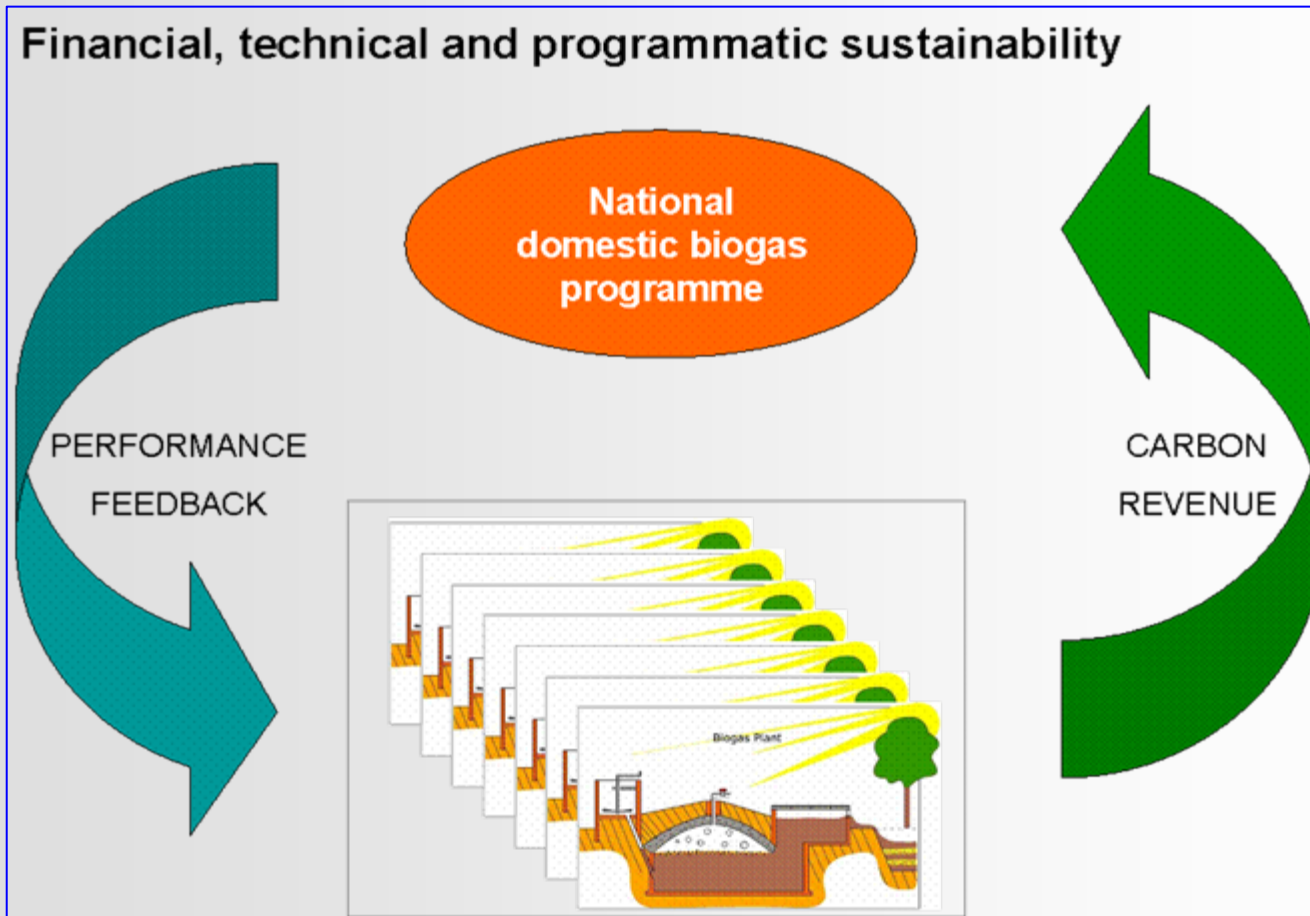 Financial, technical and programmatic sustainability
National
domestic biogas
programme
PERFORMANCE
FEEDBACK
CARBON
REVENUE
Biogas Plant